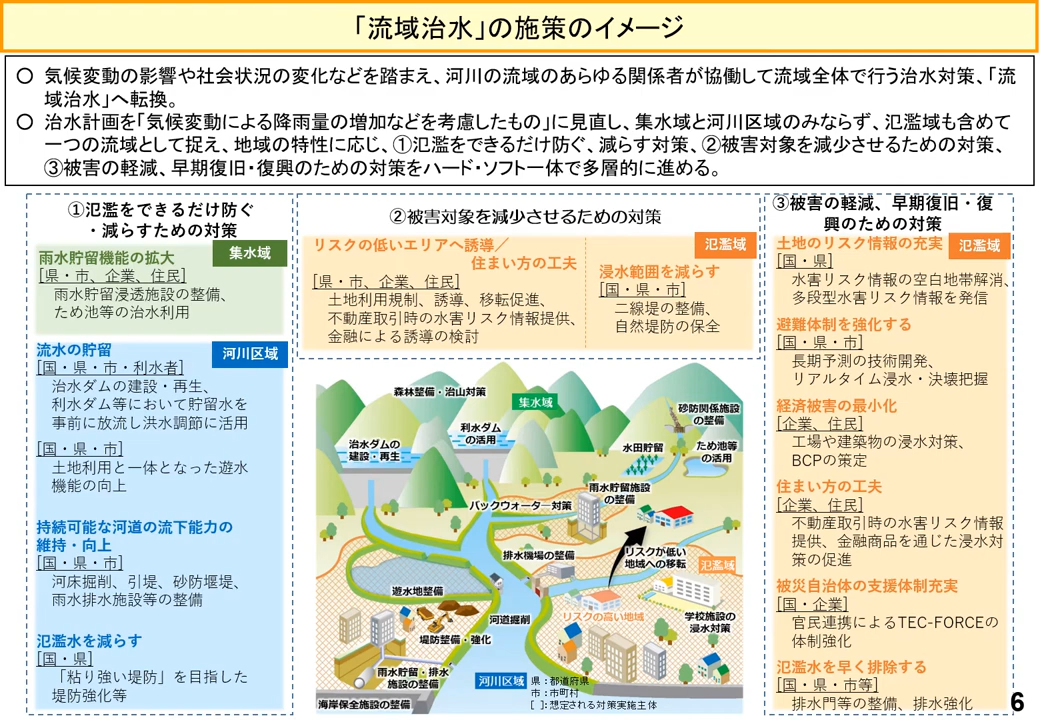 「流域治水」の施策のイメージ
○ 気候変動の影響や社会状況の変化などを踏まえ、河川の流域のあらゆる関係者が協働して流域全体で行う治水対策、「流
域治水」へ転換。
○ 治水計画を「気候変動による降雨量の増加などを考慮したもの」に見直し、集水域と河川区域のみならず、氾濫域も含めて
一つの流域として捉え、地域の特性に応じ、①氾濫をできるだけ防ぐ、減らす対策、②被害対象を減少させるための対策、
③被害の軽減、早期復旧・復興のための対策をハード・ソフト一体で多層的に進める。
①氾濫をできるだけ防ぐ
・減らすための対策
集水域
雨水貯留機能の拡大
[県・市、企業、住民]
雨水貯留浸透施設の整備、
ため池等の治水利用
河川区域
流水の貯留
[国・県・市・利水者]
治水ダムの建設・再生、
利水ダム等において貯留水を
事前に放流し洪水調節に活用
[国・県・市]
土地利用と一体となった遊水
機能の向上
持続可能な河道の流下能力の
維持・向上
[国・県・市]
河床掘削、引堤、砂防堰堤、
雨水排水施設等の整備
氾濫水を減らす
[国・県]
「粘り強い堤防」を目指した
堤防強化等
②被害対象を減少させるための対策
氾濫域
リスクの低いエリアへ誘導／
住まい方の工夫
[県・市、企業、住民]
土地利用規制、誘導、移転促進、
不動産取引時の水害リスク情報提供、
金融による誘導の検討
浸水範囲を減らす
[国・県・市]
二線堤の整備、
自然堤防の保全
森林整備・治山対策
集水域
砂防関係施設
の整備
治水ダムの
建設・再生
利水ダム
の活用
水田貯留
ため池等
の活用
雨水貯留施設
の整備
バックウォーター対策
排水機場の整備
リスクが低い
地域への移転
氾濫域
遊水地整備
リスクの高い地域
河道掘削
学校施設の
浸水対策
堤防整備・強化
雨水貯留・排水
施設の整備
河川区域
海岸保全施設の整備
県：都道府県
市：市町村
[ ]:想定される対策実施主体
③被害の軽減、早期復旧・復
興のための対策
氾濫域
土地のリスク情報の充実
[国・県]
水害リスク情報の空白地帯解消、
多段型水害リスク情報を発信
避難体制を強化する
[国・県・市]
長期予測の技術開発、
リアルタイム浸水・決壊把握
経済被害の最小化
[企業、住民]
工場や建築物の浸水対策、
BCPの策定
住まい方の工夫
[企業、住民]
不動産取引時の水害リスク情報
提供、金融商品を通じた浸水対
策の促進
被災自治体の支援体制充実
[国・企業]
官民連携によるTEC-FORCEの
体制強化
氾濫水を早く排除する
[国・県・市等]
排水門等の整備、排水強化
6